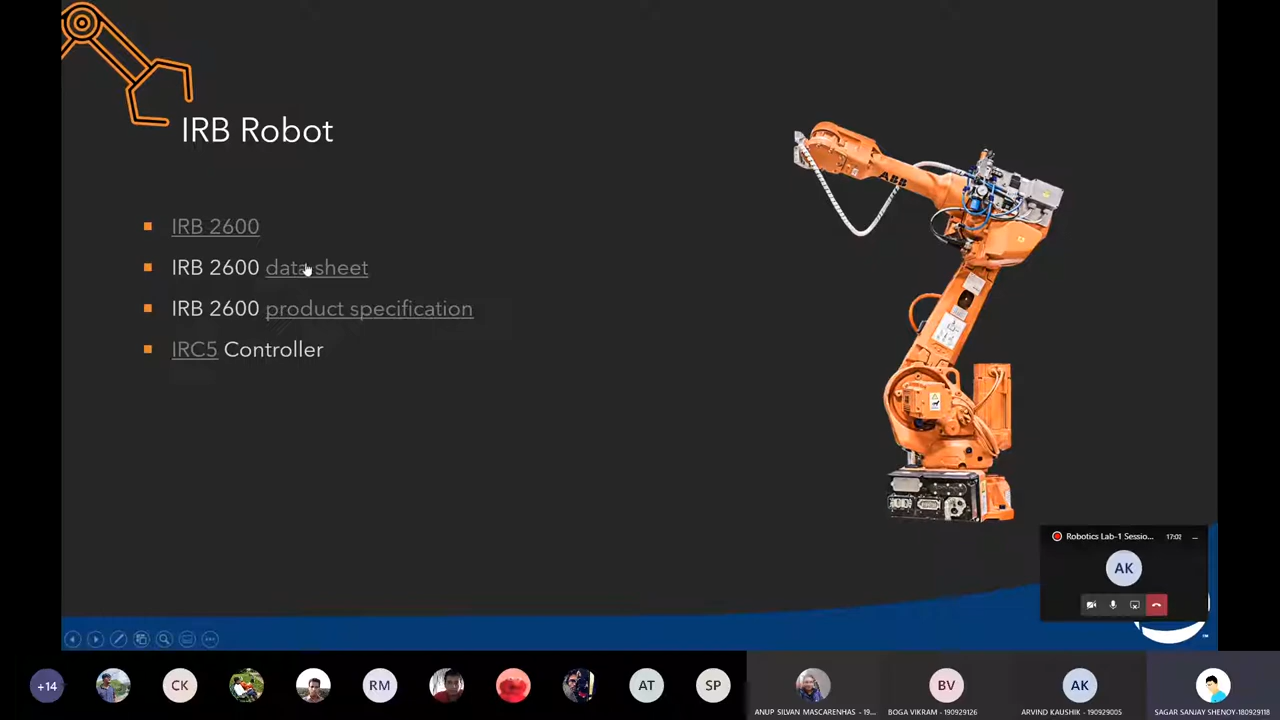 IRB Robot
IRB 2600
IRB 2600 data sheet
IRB 2600 product specification
IRC5 Controller
ABB
Robotics Lab-1 Sessio... 17:02
AK
+14
CK
RM
AT
SP
BV
AK
ANUP SILVAN MASCARENHAS - 19...
BOGA VIKRAM - 190929126
ARVIND KAUSHIK - 190929005
SAGAR SANJAY SHENOY-180929118